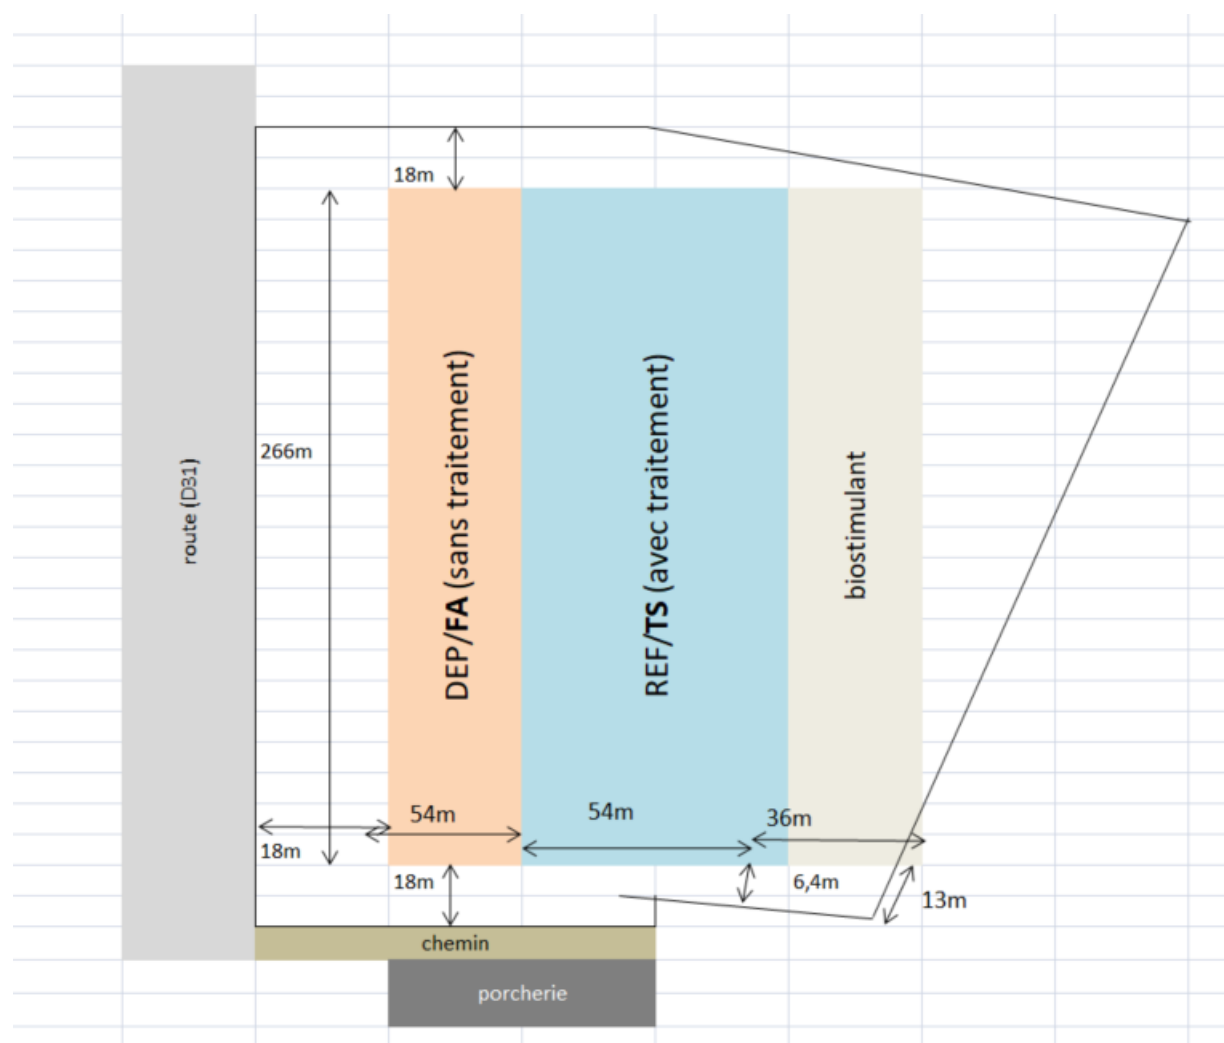 18m
266m
route (D31)
DEP/FA (sans traitement)
REF/TS (avec traitement)
biostimulant
54m
54m
36m
18m
18m
6,4m
13m
chemin
porcherie